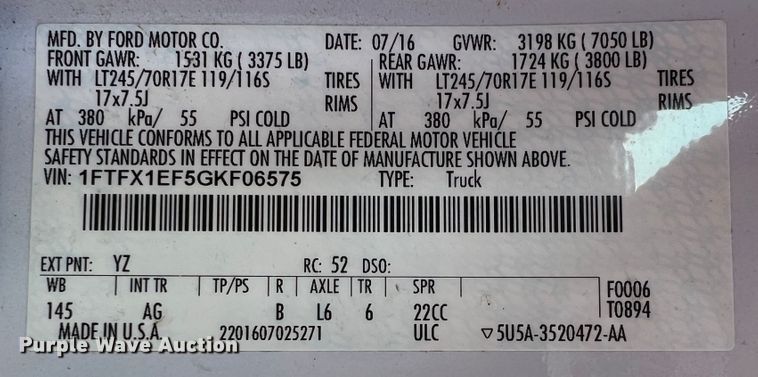 MFD. BY FORD MOTOR CO. DATE: 07/16 GVWR: 3198 KG ( 7050 LB)
FRONT GAWR: 1531 KG ( 3375 LB) REAR GAWR: 1724 KG ( 3800 LB)
WITH LT245/70R17E 119/116S TIRES WITH LT245/70R17E 119/116S TIRES
17x7.5J RIMS 17x7.5J RIMS
AT 380 kPa/ 55 PSI COLD AT 380 kPa/ 55 PSI COLD
THIS VEHICLE CONFORMS TO ALL APPLICABLE FEDERAL MOTOR VEHICLE
SAFETY STANDARDS IN EFFECT ON THE DATE OF MANUFACTURE SHOWN ABOVE.
VIN: 1FTFX1EF5GKF06575 TYPE: Truck
EXT PNT: YZ RC: 52 DSO:
WB INT TR TP/PS R AXLE TR SPR F0006
145 AG B L6 6 22CC T0894
MADE IN U.S.A 2201607025271 ULC ▽5U5A-3520472-AA
Purple Wave Auction